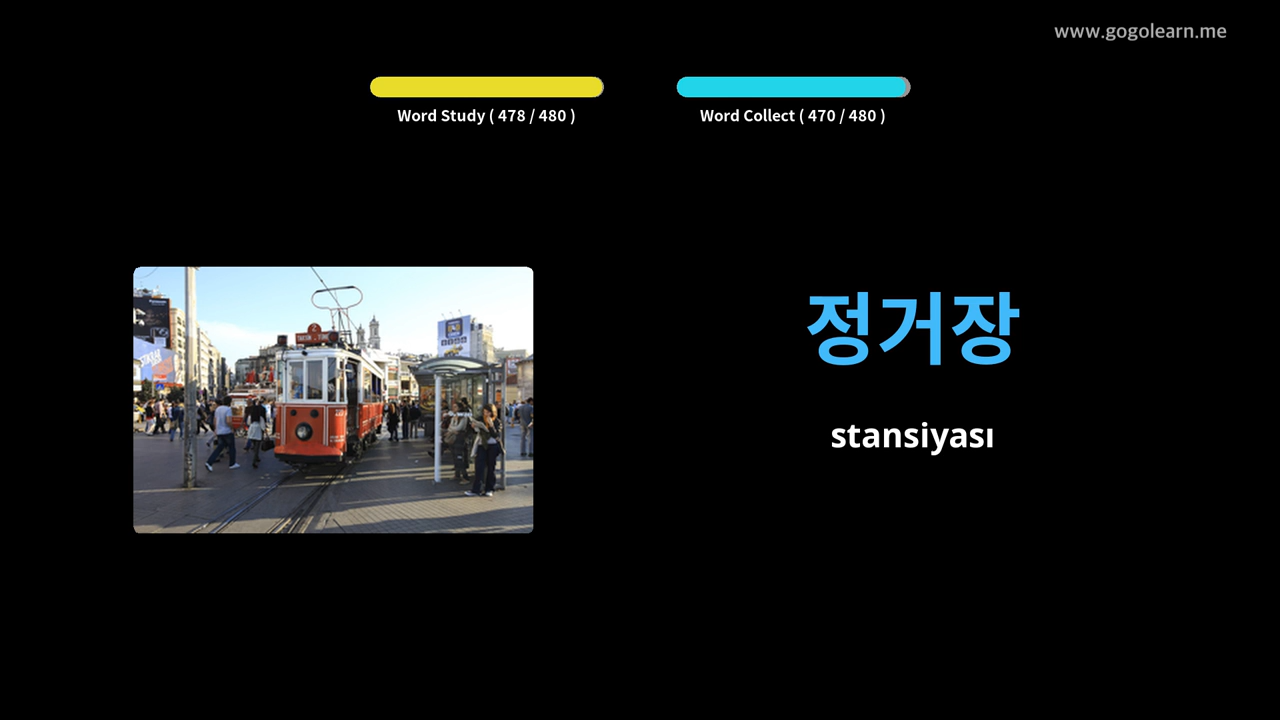 www.gogolearn.me
Word Study ( 478 / 480 )
Word Collect ( 470 / 480 )
정거장
stansiyası